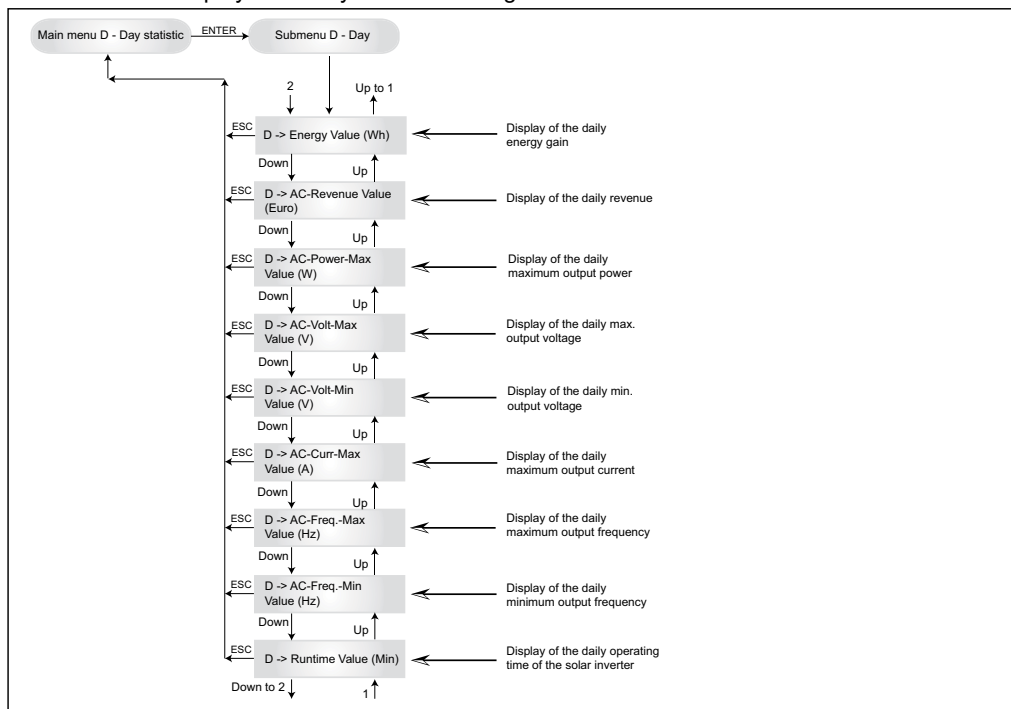 Main menu D - Day statistic
ENTER
Submenu D - Day
2
Up to 1
ESC
D -> Energy Value (Wh)
Display of the daily
energy gain
Down
Up
ESC
D -> AC-Revenue Value
(Euro)
Display of the daily revenue
Down
Up
ESC
D -> AC-Power-Max
Value (W)
Display of the daily
maximum output power
Down
Up
ESC
D -> AC-Volt-Max
Value (V)
Display of the daily max.
output voltage
Down
Up
ESC
D -> AC-Volt-Min
Value (V)
Display of the daily min.
output voltage
Down
Up
ESC
D -> AC-Curr-Max
Value (A)
Display of the daily
maximum output current
Down
Up
ESC
D -> AC-Freq.-Max
Value (Hz)
Display of the daily
maximum output frequency
Down
Up
ESC
D -> AC-Freq.-Min
Value (Hz)
Display of the daily
minimum output frequency
Down
Up
ESC
D -> Runtime Value (Min)
Display of the daily operating
time of the solar inverter
Down to 2
1